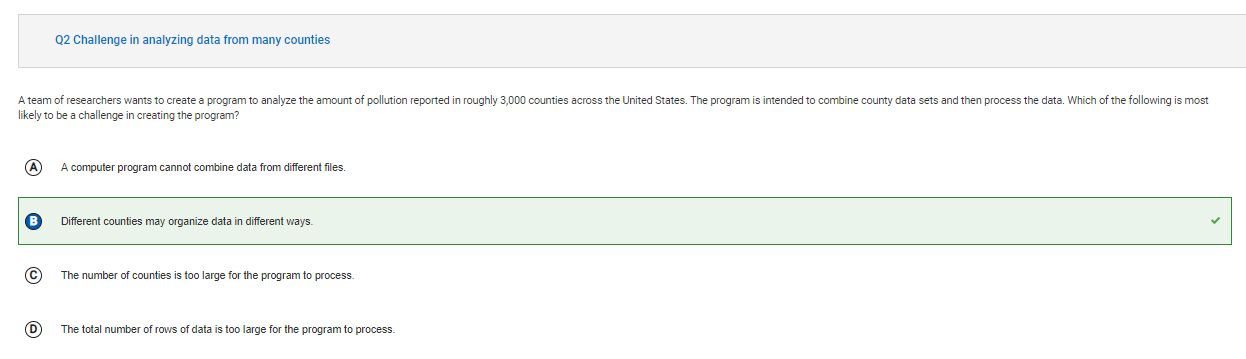 Q2 Challenge in analyzing data from many counties
A team of researchers wants to create a program to analyze the amount of pollution reported in roughly 3,000 counties across the United States. The program is intended to combine county data sets and then process the data. Which of the following is most
likely to be a challenge in creating the program?
A A computer program cannot combine data from different files.
B Different counties may organize data in different ways.
C The number of counties is too large for the program to process.
D The total number of rows of data is too large for the program to process.